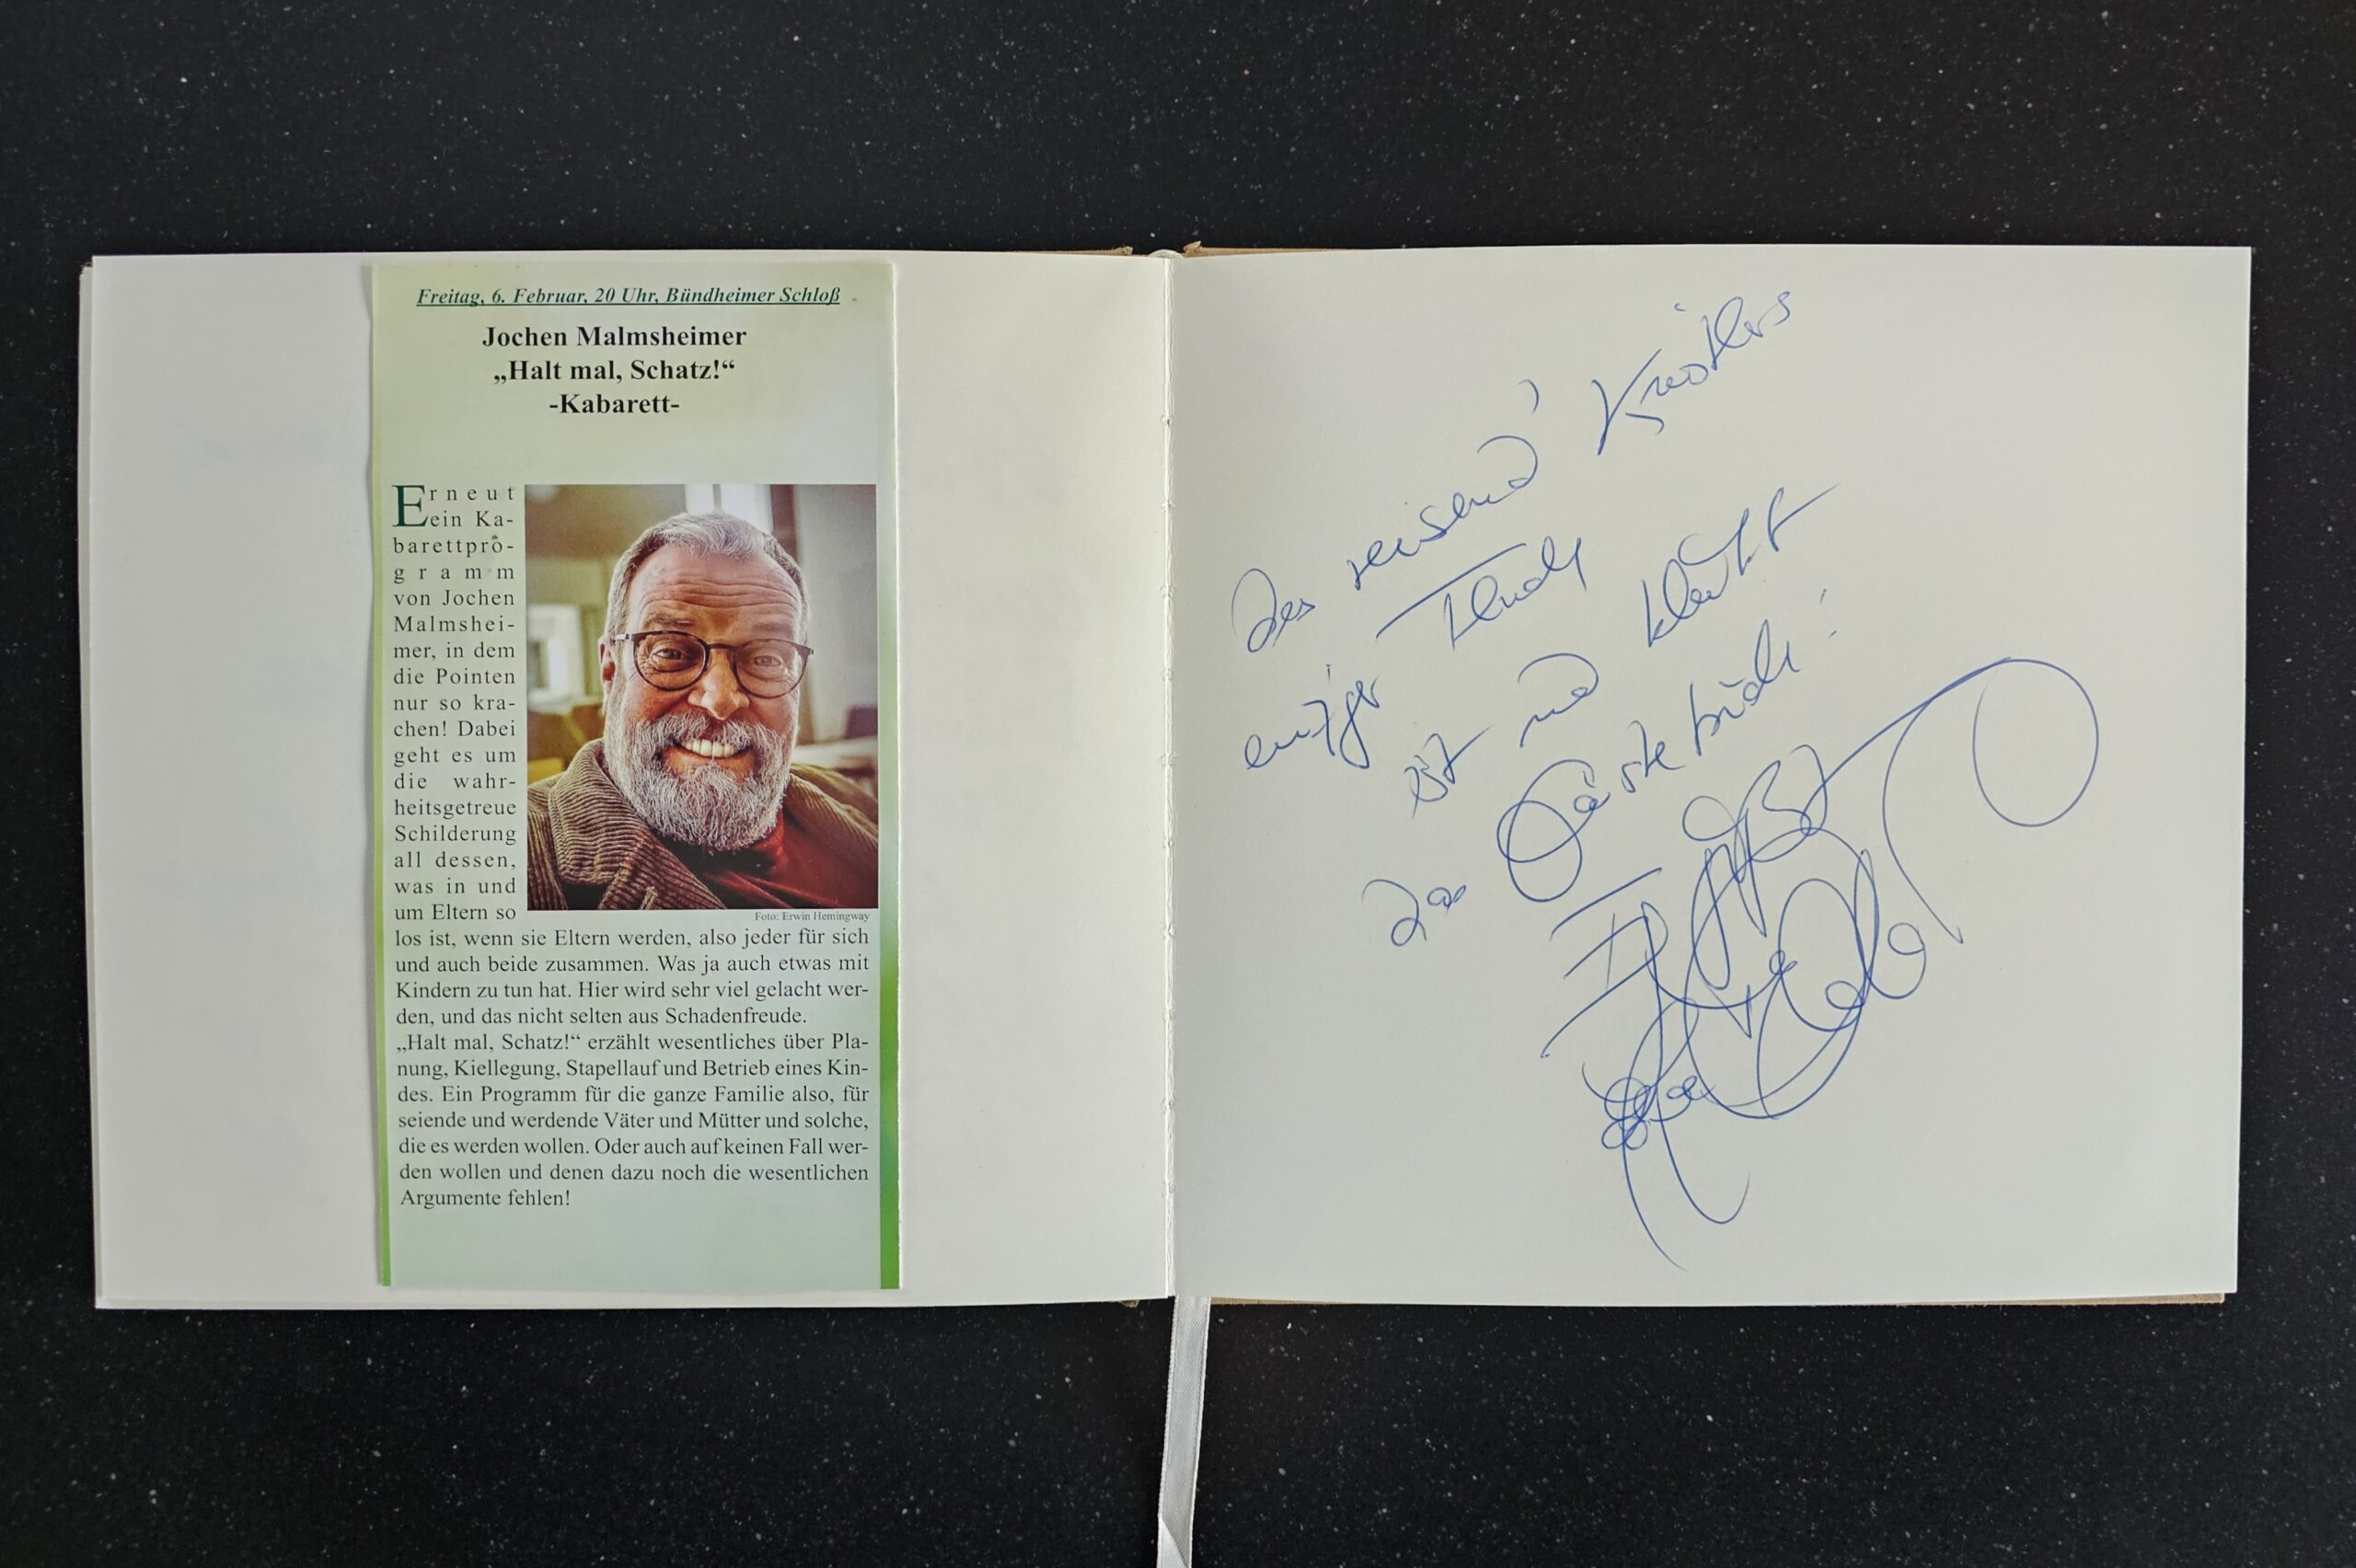 Freitag, 6. Februar, 20 Uhr, Bündheimer Schloß
Jochen Malmsheimer
„Halt mal, Schatz!“
-Kabarett-
Erneut
ein Ka-
barettpro-
gramm
von Jochen
Malmshei-
mer, in dem
die Pointen
nur so kra-
chen! Dabei
geht es um
die wahr-
heitsgetreue
Schilderung
all dessen,
was in und
um Eltern so
Foto: Erwin Hemingway
los ist, wenn sie Eltern werden, also jeder für sich
und auch beide zusammen. Was ja auch etwas mit
Kindern zu tun hat. Hier wird sehr viel gelacht wer-
den, und das nicht selten aus Schadenfreude.
„Halt mal, Schatz!“ erzählt wesentliches über Pla-
nung, Kiellegung, Stapellauf und Betrieb eines Kin-
des. Ein Programm für die ganze Familie also, für
seiende und werdende Väter und Mütter und solche,
die es werden wollen. Oder auch auf keinen Fall wer-
den wollen und denen dazu noch die wesentlichen
Argumente fehlen!
Des reisend' Künstlers
einz'ger Fluch
ist und bleibt
das Gästebuch!